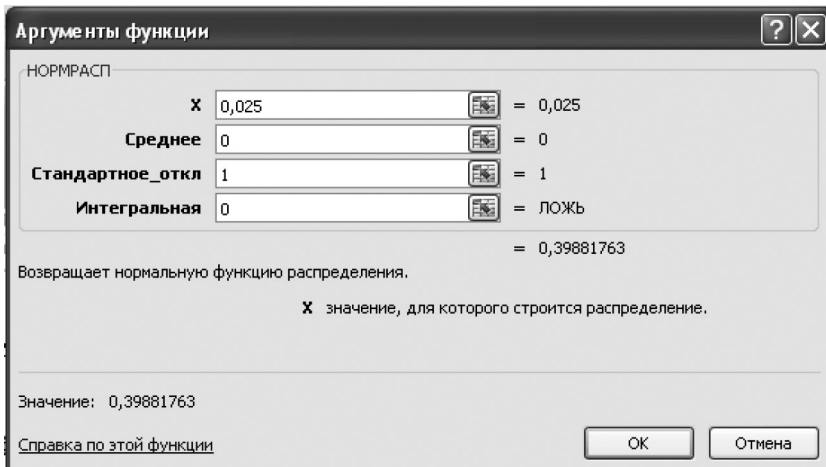 Аргументы функции
НОРМРАСП
X 0,025 = 0,025
Среднее 0 = 0
Стандартное_откл 1 = 1
Интегральная 0 = ЛОЖЬ
= 0,39881763
Возвращает нормальную функцию распределения.
X значение, для которого строится распределение.
Значение: 0,39881763
Справка по этой функции
OK
Отмена